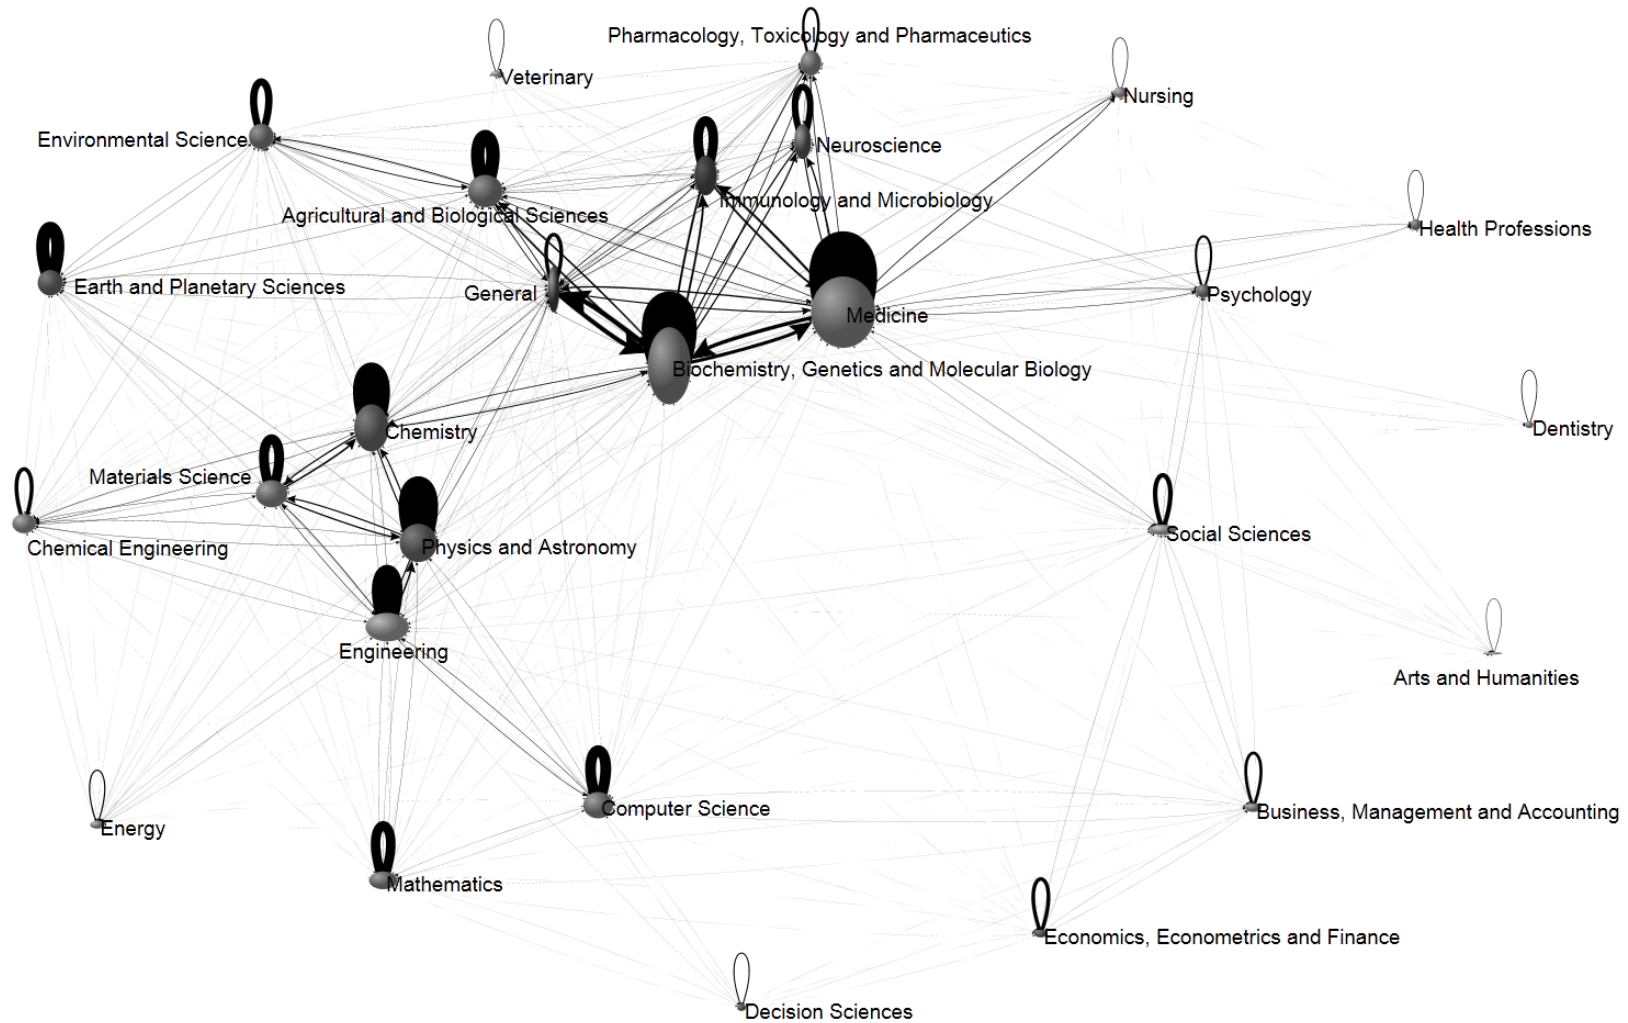 Pharmacology, Toxicology and Pharmaceutics
Veterinary
Nursing
Environmental Science
Neuroscience
Immunology and Microbiology
Agricultural and Biological Sciences
Health Professions
Earth and Planetary Sciences
General
Psychology
Medicine
Biochemistry, Genetics and Molecular Biology
Chemistry
Dentistry
Materials Science
Social Sciences
Chemical Engineering
Physics and Astronomy
Engineering
Arts and Humanities
Computer Science
Business, Management and Accounting
Energy
Mathematics
Economics, Econometrics and Finance
Decision Sciences